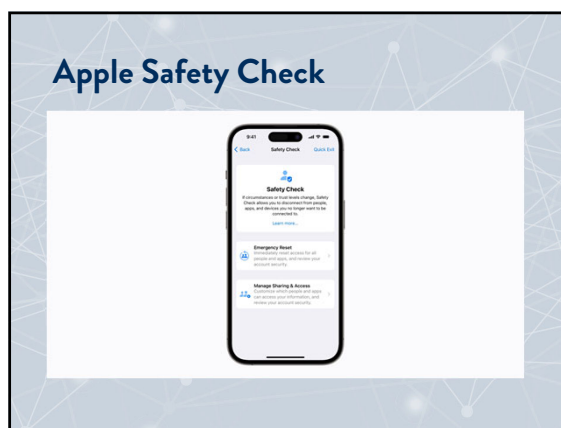 Apple Safety Check
9:41
Back
Safety Check
Quick Exit
Safety Check
If circumstances or trust levels change, Safety
Check allows you to disconnect from people,
apps, and devices you no longer want to be
connected to.
Learn more...
Emergency Reset
Immediately reset access for all
people and apps, and review your
account security.
Manage Sharing & Access
Customize which people and apps
can access your information, and
review your account security.